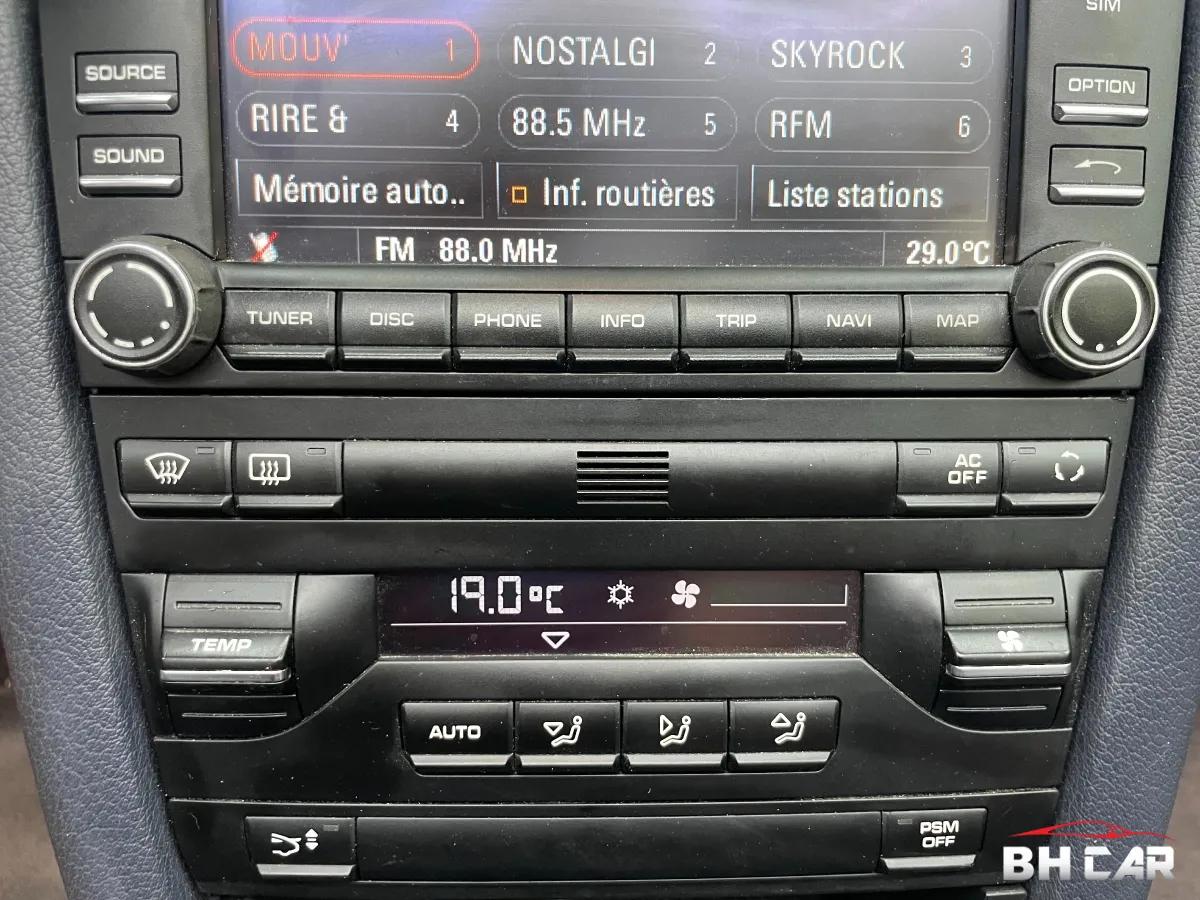 SIM
SOURCE
OPTION
MOUV' 1 NOSTALGI 2 SKYROCK 3
RIRE & 4 88.5 MHz 5 RFM 6
SOUND
Mémoire auto.. Inf. routières Liste stations
FM 88.0 MHz 29.0°C
TUNER DISC PHONE INFO TRIP NAVI MAP
AC
OFF
19.0°C
TEMP
AUTO
PSM
OFF
BH CAR